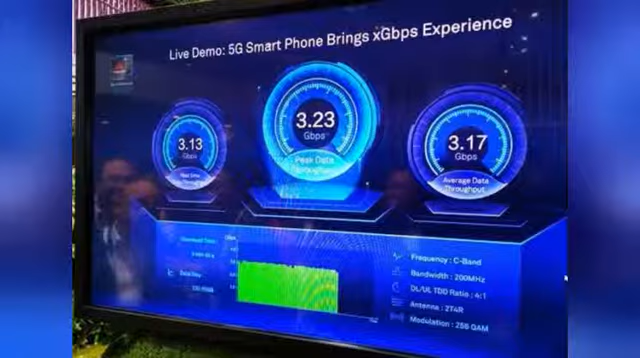 Live Demo: 5G Smart Phone Brings xGbps Experience
3.13
Gbps
3.23
Gbps
Peak Data
Throughput
3.17
Gbps
Average Data
Throughput
Frequency : C-Band
Bandwidth : 200MHz
DL/UL TDD Ratio : 4:1
Antenna : 2T4R
Modulation : 256 QAM